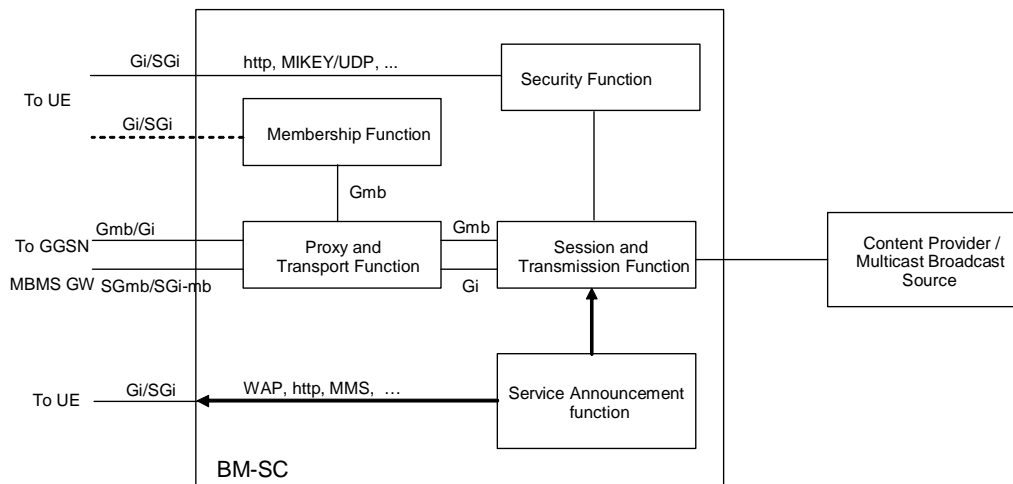 Gi/SGi
http, MIKEY/UDP, ...
Security Function
To UE
Gi/SGi
Membership Function
Gmb
Gmb/Gi
Gmb
To GGSN
Proxy and
Transport Function
Session and
Transmission Function
Content Provider /
Multicast Broadcast
Source
MBMS GW
SGmb/SGi-mb
Gi
Gi/SGi
WAP, http, MMS, ...
To UE
Service Announcement
function
BM-SC